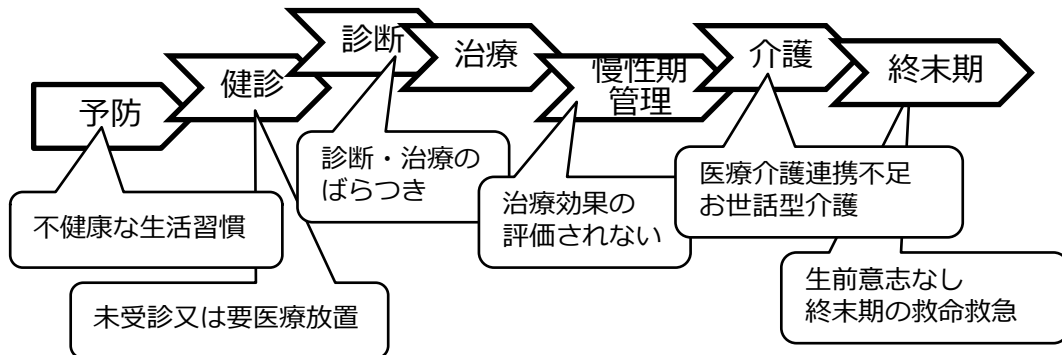 予防
健診
診断
治療
慢性期
管理
介護
終末期
不健康な生活習慣
未受診又は要医療放置
診断・治療の
ばらつき
治療効果の
評価されない
医療介護連携不足
お世話型介護
生前意志なし
終末期の救命救急